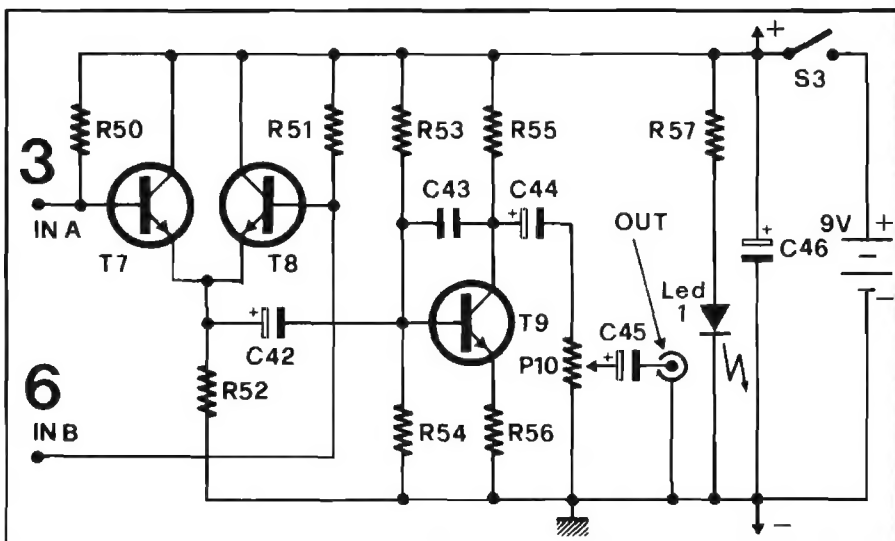 +
S3
R50
R51
R53
R55
R57
3
IN A
T7
T8
C43
C44
+
OUT
+
C46
9V
+
−
Led
1
+
C42
T9
P10
C45
+
R52
6
IN B
R54
R56
−